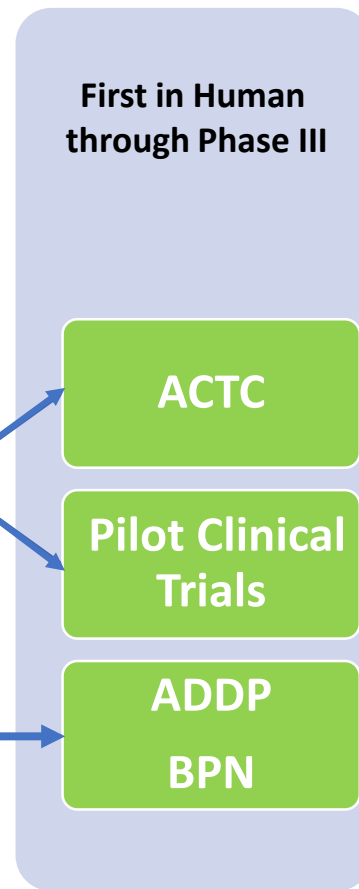 First in Human
through Phase III
ACTC
Pilot Clinical
Trials
ADDP
BPN